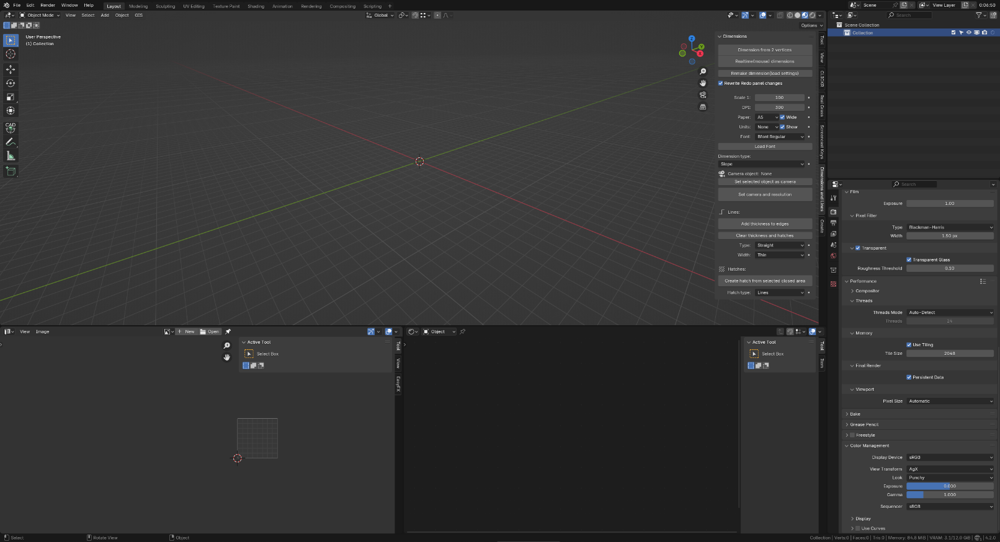 File Edit Render Window Help Layout Modeling Sculpting UV Editing Texture Paint Shading Animation Rendering Compositing Scripting + Scene View Layer 0:06:50
Object Mode View Select Add Object GIS Global Search
Options
User Perspective
(1) Collection
Z
Y
X
CAD
Dimensions
Dimension from 2 vertices
Realtime(mouse) dimensions
Remake dimension(load settings)
Rewrite Redo panel changes
Scale 1: 100
DPI: 300
Paper: A5 Wide
Units: None Show
Font: Bfont Regular
Load Font
Dimension type:
Slope
Camera object: None
Set selected object as camera
Set camera and resolution
Lines:
Add thickness to edges
Clear thickness and hatches
Type: Straight
Width: Thin
Hatches:
Create hatch from selected closed area
Hatch type: Lines
Tool
View
CLICKR
Real Grass
Screencast Keys
Dimensions and Lines
Create
Scene Collection
Collection
Search
Film
Exposure 1.00
Pixel Filter
Type Blackman-Harris
Width 1.50 px
Transparent
Transparent Glass
Roughness Threshold 0.10
Performance
Compositor
Threads
Threads Mode Auto-Detect
Threads 24
Memory
Use Tiling
Tile Size 2048
Final Render
Persistent Data
Viewport
Pixel Size Automatic
Bake
Grease Pencil
Freestyle
Color Management
Display Device sRGB
View Transform AgX
Look Punchy
Exposure 0.000
Gamma 1.000
Sequencer sRGB
Display
Use Curves
View Image New Open
Active Tool
Select Box
Tool
View
EasyFX
Object
Active Tool
Select Box
Tool
Item
Select Rotate View Object
Collection | Verts:0 | Faces:0 | Tris:0 | Memory: 84.8 MiB | VRAM: 3.1/12.0 GiB | 4.2.0